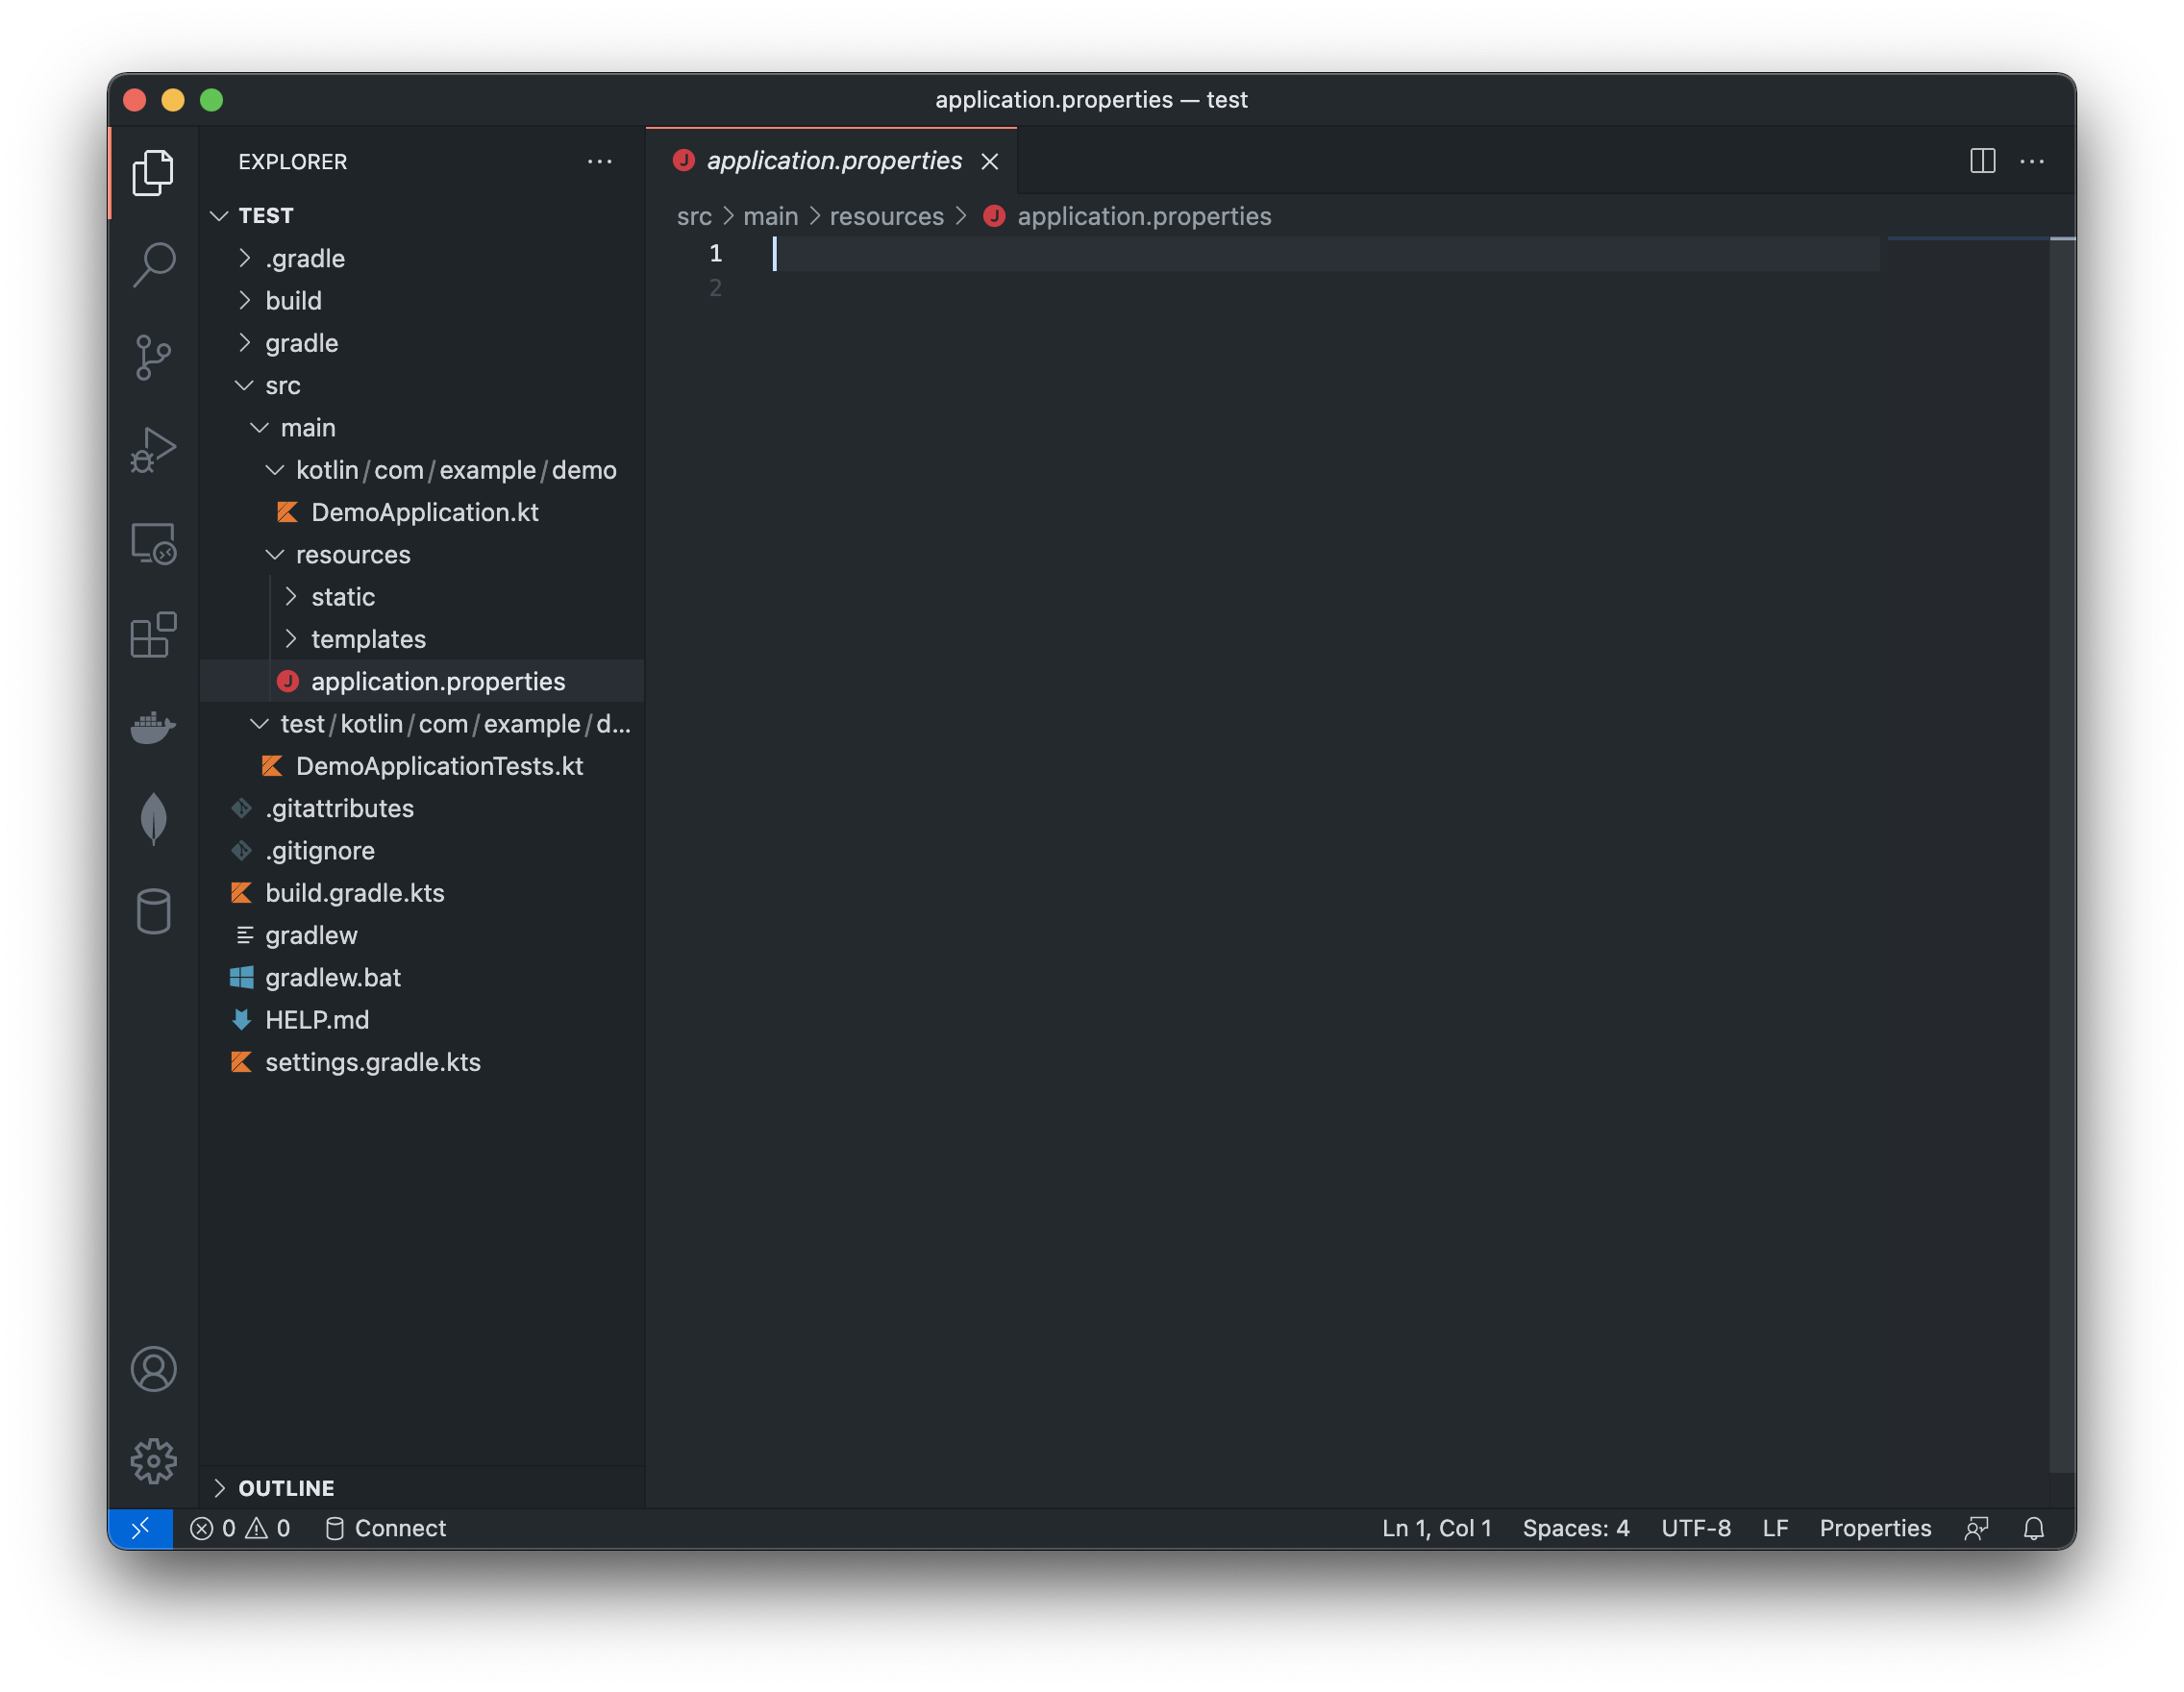 application.properties — test
EXPLORER
TEST
.gradle
build
gradle
src
main
kotlin/com/example/demo
DemoApplication.kt
resources
static
templates
application.properties
test/kotlin/com/example/d...
DemoApplicationTests.kt
.gitattributes
.gitignore
build.gradle.kts
gradlew
gradlew.bat
HELP.md
settings.gradle.kts
OUTLINE
application.properties
src > main > resources > application.properties
1
2
0 0 Connect
Ln 1, Col 1 Spaces: 4 UTF-8 LF Properties